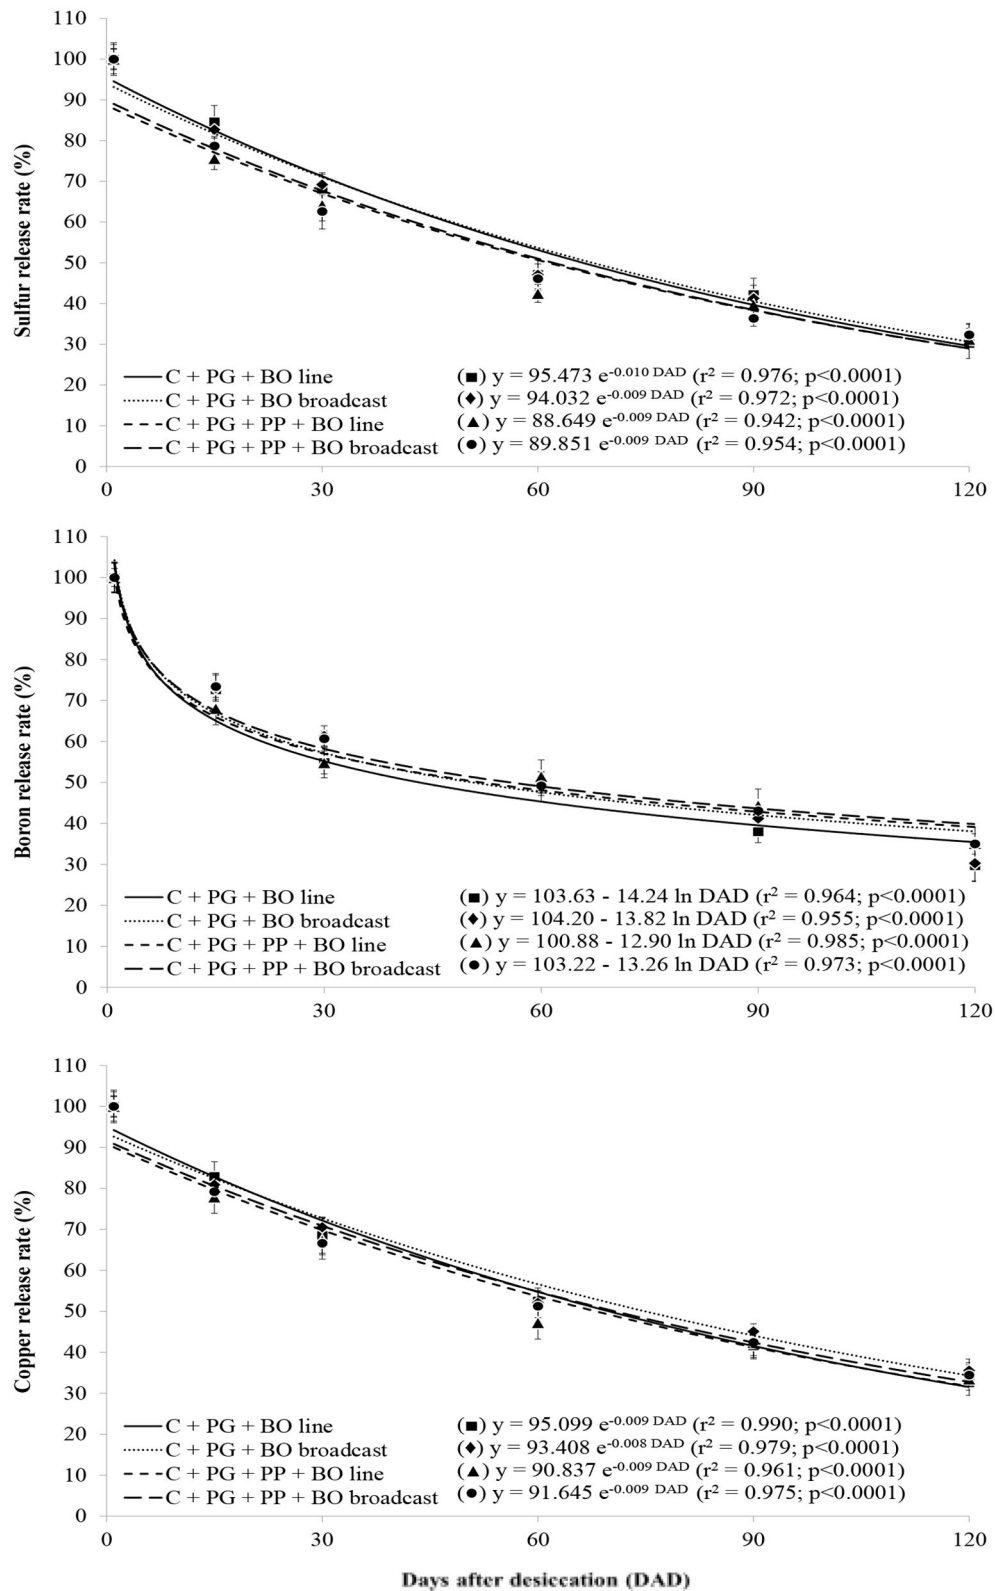 110
100
90
80
70
60
50
40
30
20
10
0
Sulfur release rate (%)
C + PG + BO line (■) y = 95.473 e^-0.010 DAD (r² = 0.976; p<0.0001)
C + PG + BO broadcast (◆) y = 94.032 e^-0.009 DAD (r² = 0.972; p<0.0001)
C + PG + PP + BO line (▲) y = 88.649 e^-0.009 DAD (r² = 0.942; p<0.0001)
C + PG + PP + BO broadcast (●) y = 89.851 e^-0.009 DAD (r² = 0.954; p<0.0001)
0 30 60 90 120
110
100
90
80
70
60
50
40
30
20
10
0
Boron release rate (%)
C + PG + BO line (■) y = 103.63 - 14.24 ln DAD (r² = 0.964; p<0.0001)
C + PG + BO broadcast (◆) y = 104.20 - 13.82 ln DAD (r² = 0.955; p<0.0001)
C + PG + PP + BO line (▲) y = 100.88 - 12.90 ln DAD (r² = 0.985; p<0.0001)
C + PG + PP + BO broadcast (●) y = 103.22 - 13.26 ln DAD (r² = 0.973; p<0.0001)
0 30 60 90 120
110
100
90
80
70
60
50
40
30
20
10
0
Copper release rate (%)
C + PG + BO line (■) y = 95.099 e^-0.009 DAD (r² = 0.990; p<0.0001)
C + PG + BO broadcast (◆) y = 93.408 e^-0.008 DAD (r² = 0.979; p<0.0001)
C + PG + PP + BO line (▲) y = 90.837 e^-0.009 DAD (r² = 0.961; p<0.0001)
C + PG + PP + BO broadcast (●) y = 91.645 e^-0.009 DAD (r² = 0.975; p<0.0001)
0 30 60 90 120
Days after desiccation (DAD)